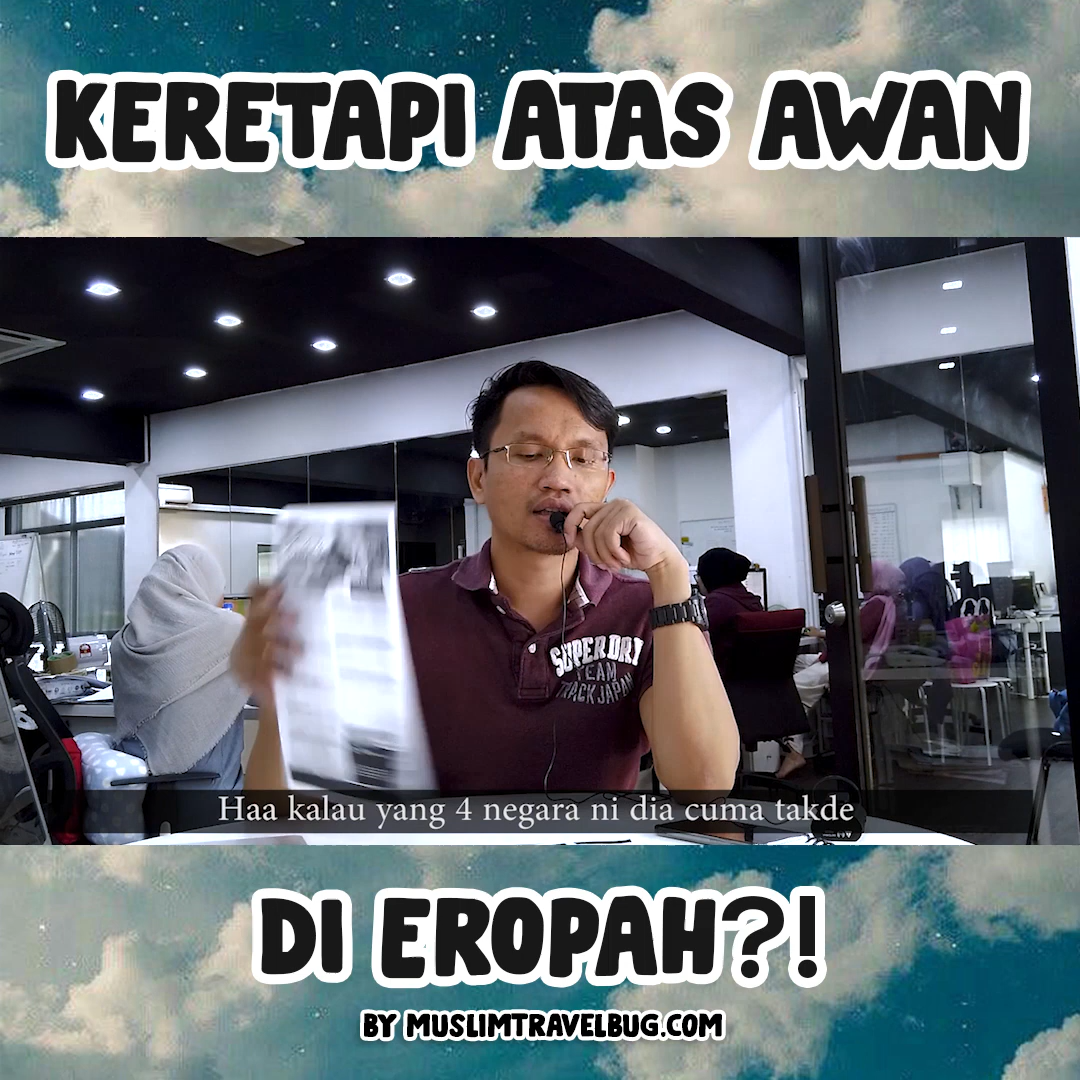 KERETAPI ATAS AWAN
SUPERDRY
TEAM
TRACK JAPAN
Haa kalau yang 4 negara ni dia cuma takde
DI EROPAH?!
BY MUSLIMTRAVELBUG.COM